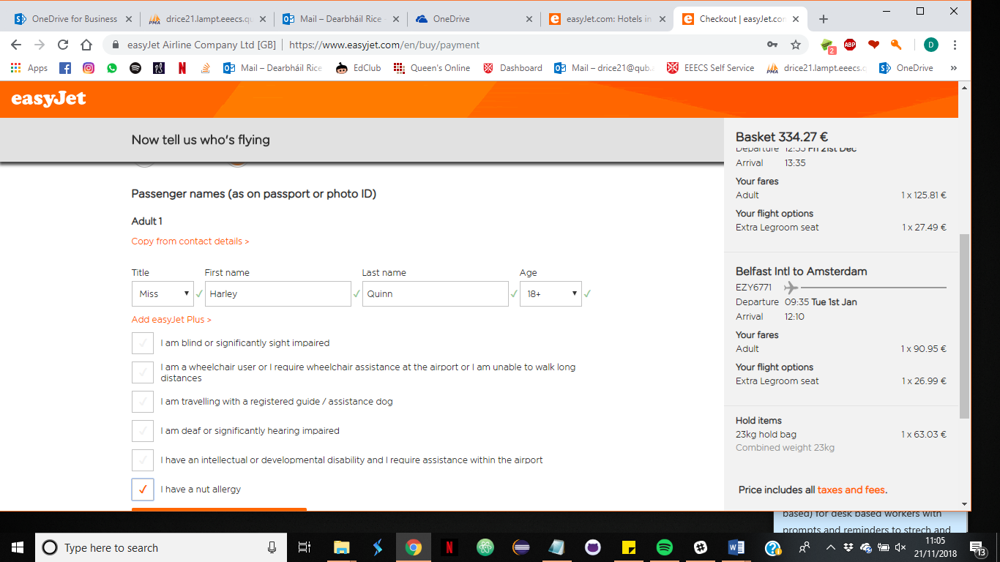 OneDrive for Business
drice21.lampt.eeecs.qu
Mail – Dearbháil Rice -
OneDrive
easyJet.com: Hotels in
Checkout | easyJet.com
easyJet Airline Company Ltd [GB] | https://www.easyjet.com/en/buy/payment
2
ABP
D
Apps
Mail – Dearbháil Rice
EdClub
Queen's Online
Dashboard
Mail – drice21@qub.a
EEECS Self Service
drice21.lampt.eeecs.q
OneDrive
»
easyJet
Now tell us who's flying
Passenger names (as on passport or photo ID)
Adult 1
Copy from contact details >
Title First name Last name Age
Miss Harley Quinn 18+
Add easyJet Plus >
I am blind or significantly sight impaired
I am a wheelchair user or I require wheelchair assistance at the airport or I am unable to walk long
distances
I am travelling with a registered guide / assistance dog
I am deaf or significantly hearing impaired
I have an intellectual or developmental disability and I require assistance within the airport
I have a nut allergy
Basket 334.27 €
Departure 12:55 Fri 21st Dec
Arrival 13:35
Your fares
Adult 1 x 125.81 €
Your flight options
Extra Legroom seat 1 x 27.49 €
Belfast Intl to Amsterdam
EZY6771
Departure 09:35 Tue 1st Jan
Arrival 12:10
Your fares
Adult 1 x 90.95 €
Your flight options
Extra Legroom seat 1 x 26.99 €
Hold items
23kg hold bag 1 x 63.03 €
Combined weight 23kg
Price includes all taxes and fees.
based) for desk based workers with
prompts and reminders to strech and
Type here to search
11:05
21/11/2018
13